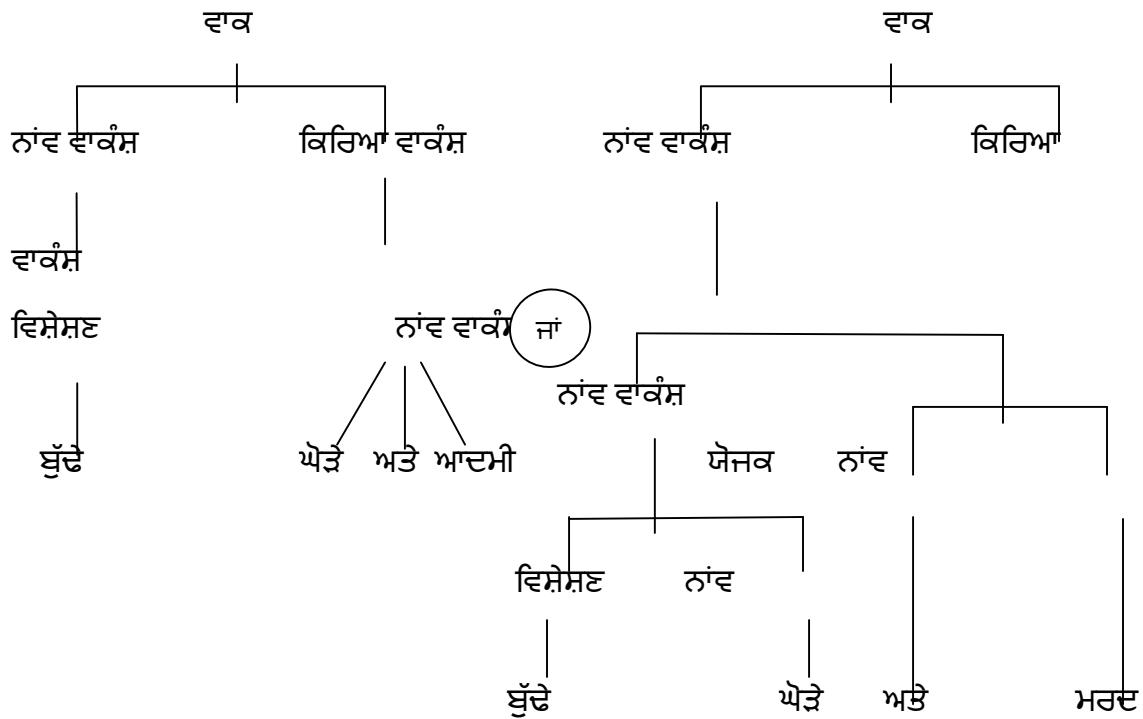 ਵਾਕ ਵਾਕ
ਨਾਂਵ ਵਾਕੰਸ਼ ਕਿਰਿਆ ਵਾਕੰਸ਼ ਨਾਂਵ ਵਾਕੰਸ਼ ਕਿਰਿਆ
ਵਾਕੰਸ਼
ਵਿਸ਼ੇਸ਼ਣ ਨਾਂਵ ਵਾਕੰਸ਼ ਜਾਂ
ਨਾਂਵ ਵਾਕੰਸ਼
ਬੁੱਢੇ ਘੋੜੇ ਅਤੇ ਆਦਮੀ ਯੋਜਕ ਨਾਂਵ
ਵਿਸ਼ੇਸ਼ਣ ਨਾਂਵ
ਬੁੱਢੇ ਘੋੜੇ ਅਤੇ ਮਰਦ